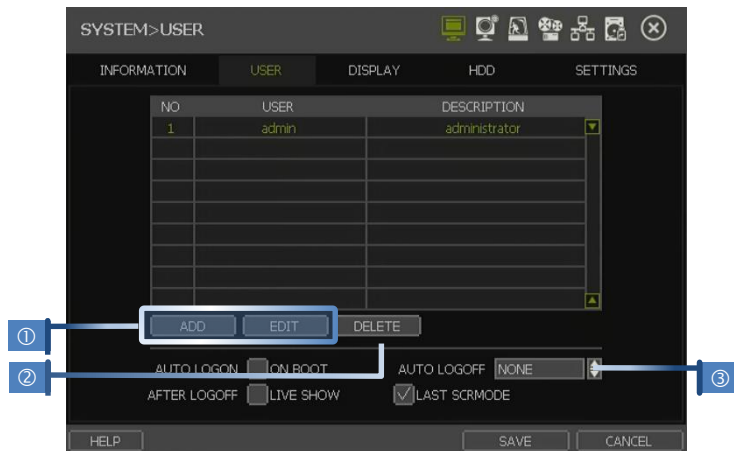 SYSTEM>USER
INFORMATION USER DISPLAY HDD SETTINGS
NO USER DESCRIPTION
1 admin administrator
ADD EDIT DELETE
①
AUTO LOGON ON BOOT AUTO LOGOFF NONE
②
③
AFTER LOGOFF LIVE SHOW LAST SCRMODE
HELP SAVE CANCEL